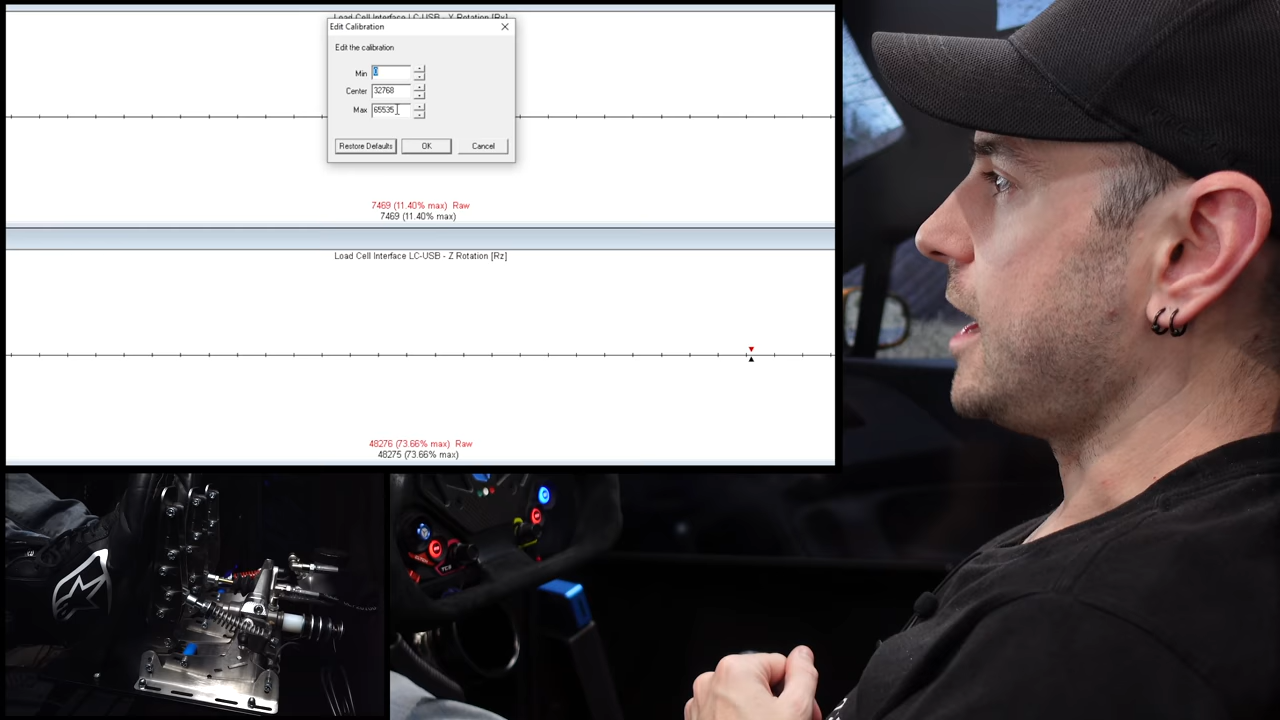 Load Cell Interface LC-USB - Y Rotation [Ry]
Edit Calibration
Edit the calibration
Min 0
Center 32768
Max 65535
Restore Defaults OK Cancel
7469 (11.40% max) Raw
7469 (11.40% max)
Load Cell Interface LC-USB - Z Rotation [Rz]
48276 (73.66% max) Raw
48275 (73.66% max)